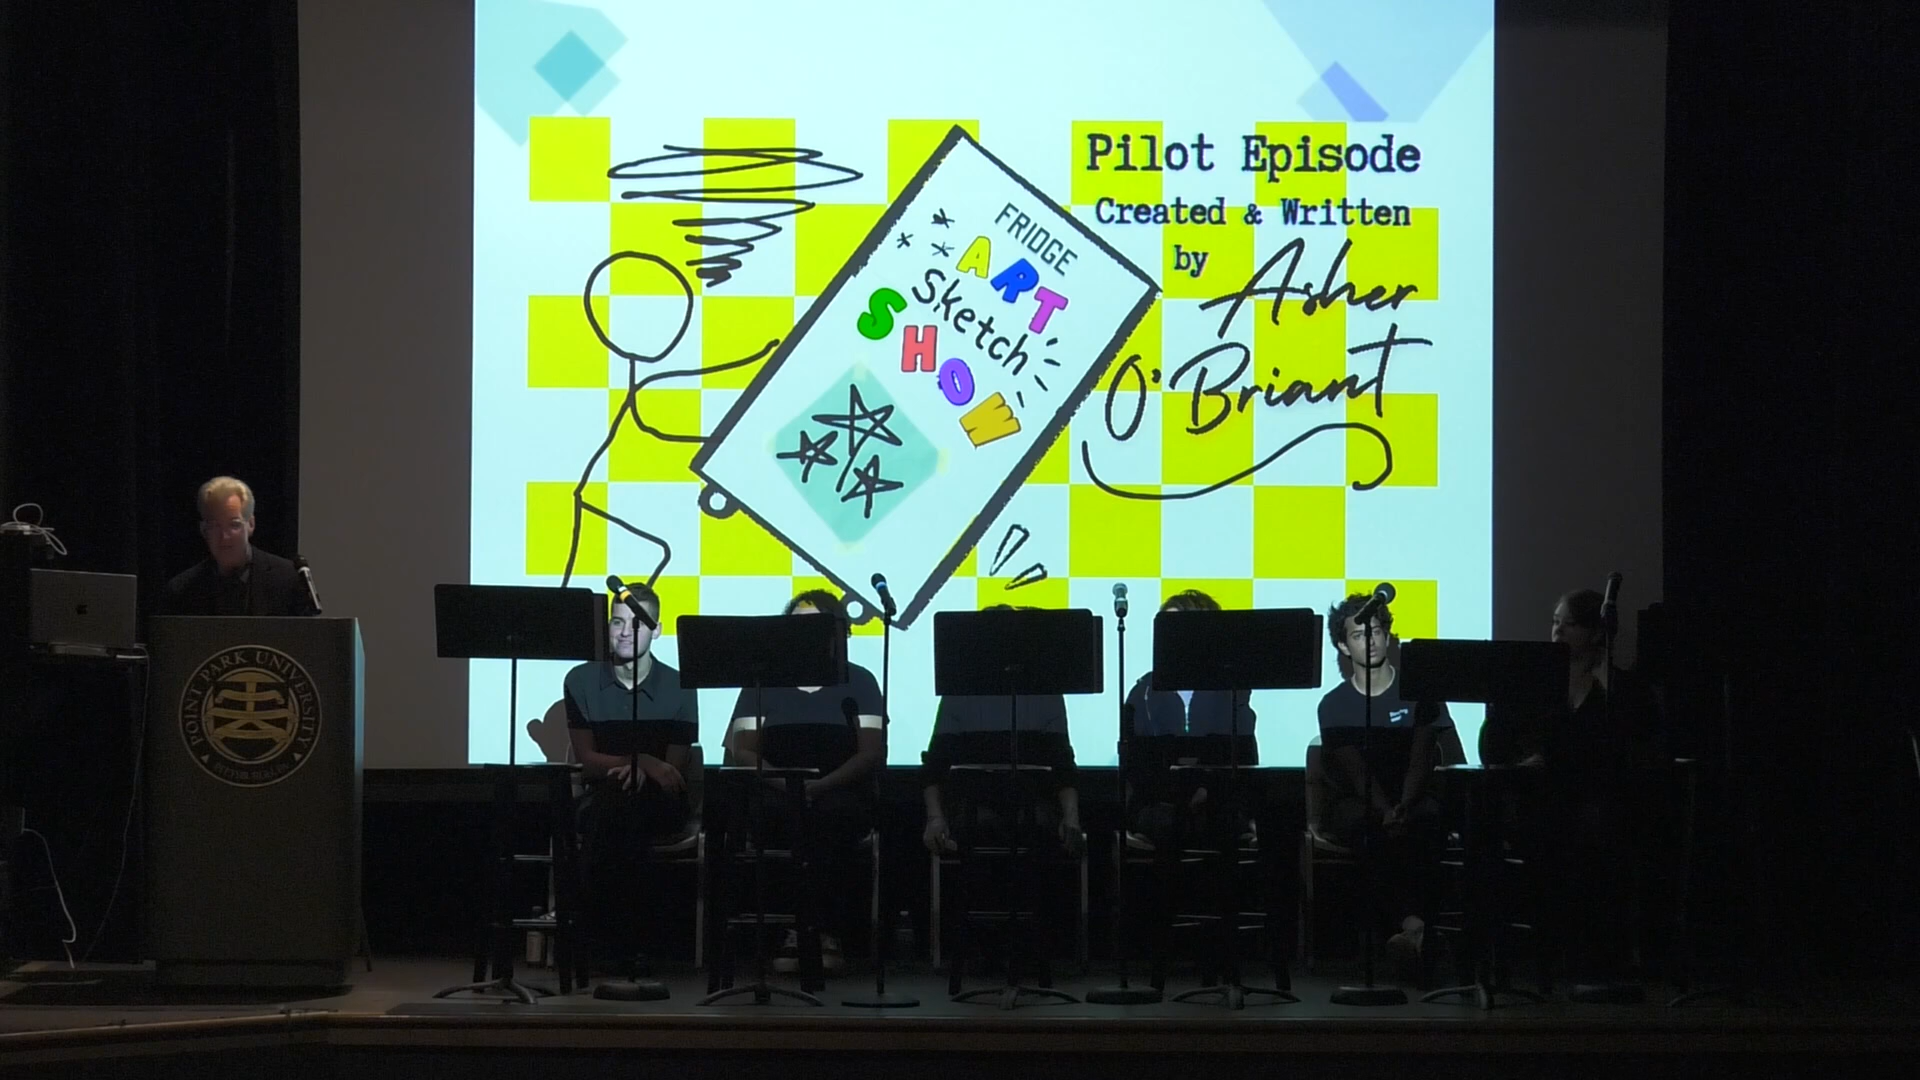 Pilot Episode
Created & Written
by
Asher
O'Briant
FRIDGE
ART
Sketch
SHOW
POINT PARK UNIVERSITY